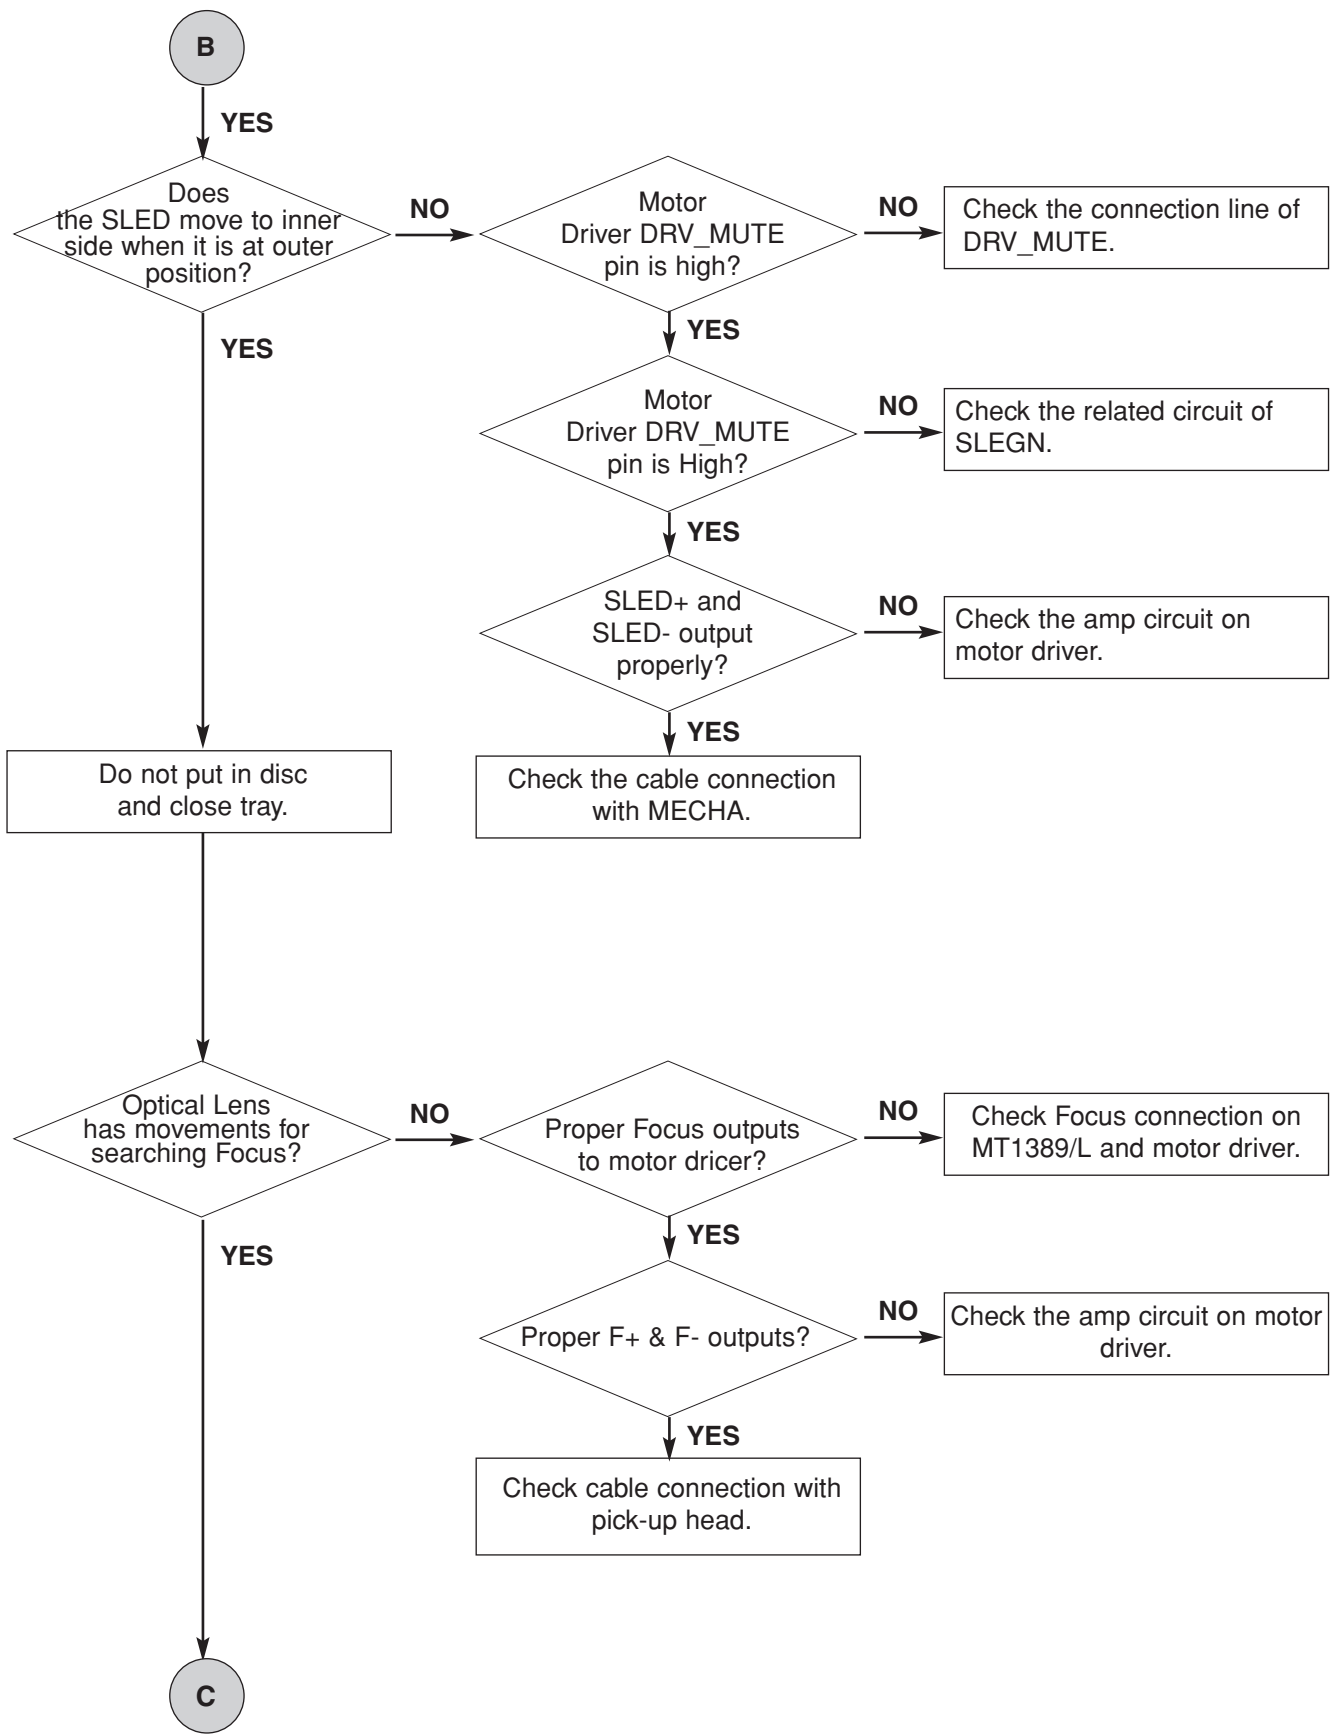 B
YES
Does
the SLED move to inner
side when it is at outer
position?
NO
Motor
Driver DRV_MUTE
pin is high?
NO
Check the connection line of
DRV_MUTE.
YES
YES
Motor
Driver DRV_MUTE
pin is High?
NO
Check the related circuit of
SLEGN.
YES
SLED+ and
SLED- output
properly?
NO
Check the amp circuit on
motor driver.
YES
Do not put in disc
and close tray.
Check the cable connection
with MECHA.
Optical Lens
has movements for
searching Focus?
NO
Proper Focus outputs
to motor dricer?
NO
Check Focus connection on
MT1389/L and motor driver.
YES
YES
Proper F+ & F- outputs?
NO
Check the amp circuit on motor
driver.
YES
Check cable connection with
pick-up head.
C